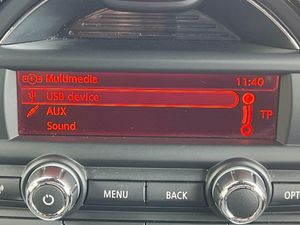 Multimedia 11:40
USB device
AUX TP
Sound
MENU BACK OPT